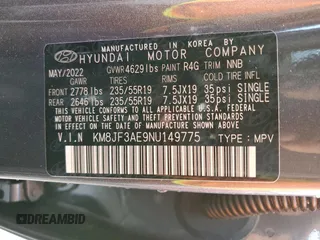 MANUFACTURED IN KOREA BY
HYUNDAI MOTOR COMPANY
MAY/2022 GVWR 4629lbs PAINT R4G TRIM NNB
GAWR TIRES RIMS COLD TIRE PRES.
FRONT 2778lbs 235/55R19 7.5JX19 35psi SINGLE
REAR 2646lbs 235/55R19 7.5JX19 35psi SINGLE
THIS VEHICLE CONFORMS TO ALL APPLICABLE FEDERAL MOTOR VEHICLE SAFETY, BUMPER, AND THEFT PREVENTION STANDARDS IN EFFECT ON THE DATE OF MANUFACTURE SHOWN ABOVE.
V.I.N KM8JF3AE9NU149775 TYPE: MPV
DREAMBID